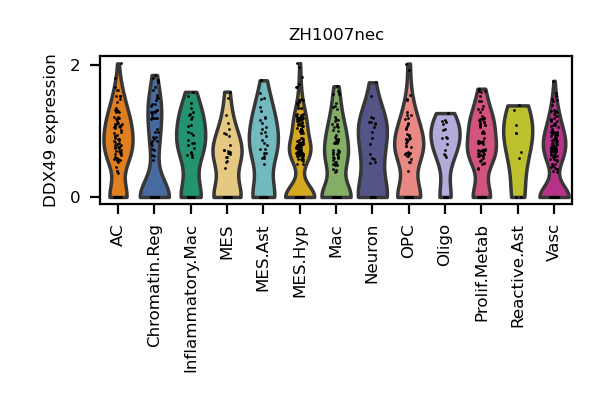 ZH1007nec
DDX49 expression
2
0
AC
Chromatin.Reg
Inflammatory.Mac
MES
MES.Ast
MES.Hyp
Mac
Neuron
OPC
Oligo
Prolif.Metab
Reactive.Ast
Vasc